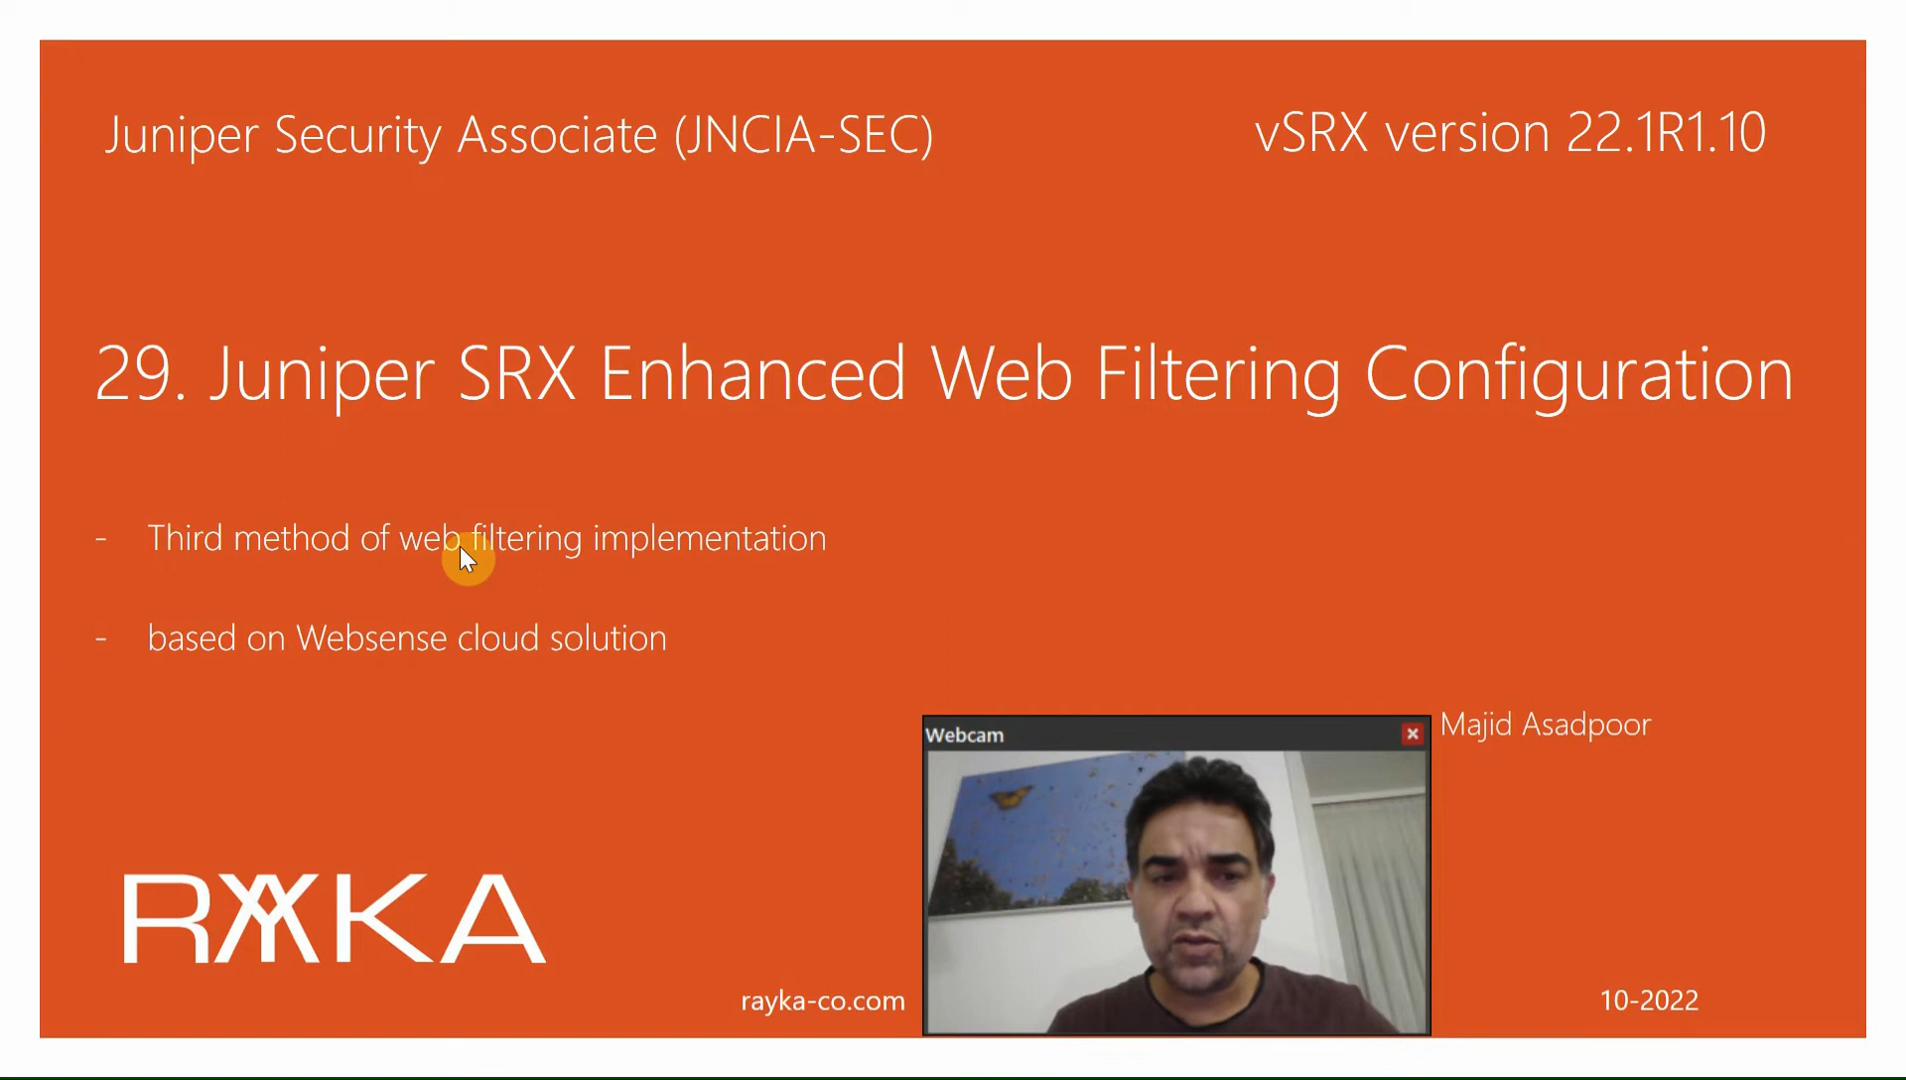 Juniper Security Associate (JNCIA-SEC)
vSRX version 22.1R1.10
29. Juniper SRX Enhanced Web Filtering Configuration
- Third method of web filtering implementation
- based on Websense cloud solution
Majid Asadpoor
Webcam
RAYKA
rayka-co.com
10-2022